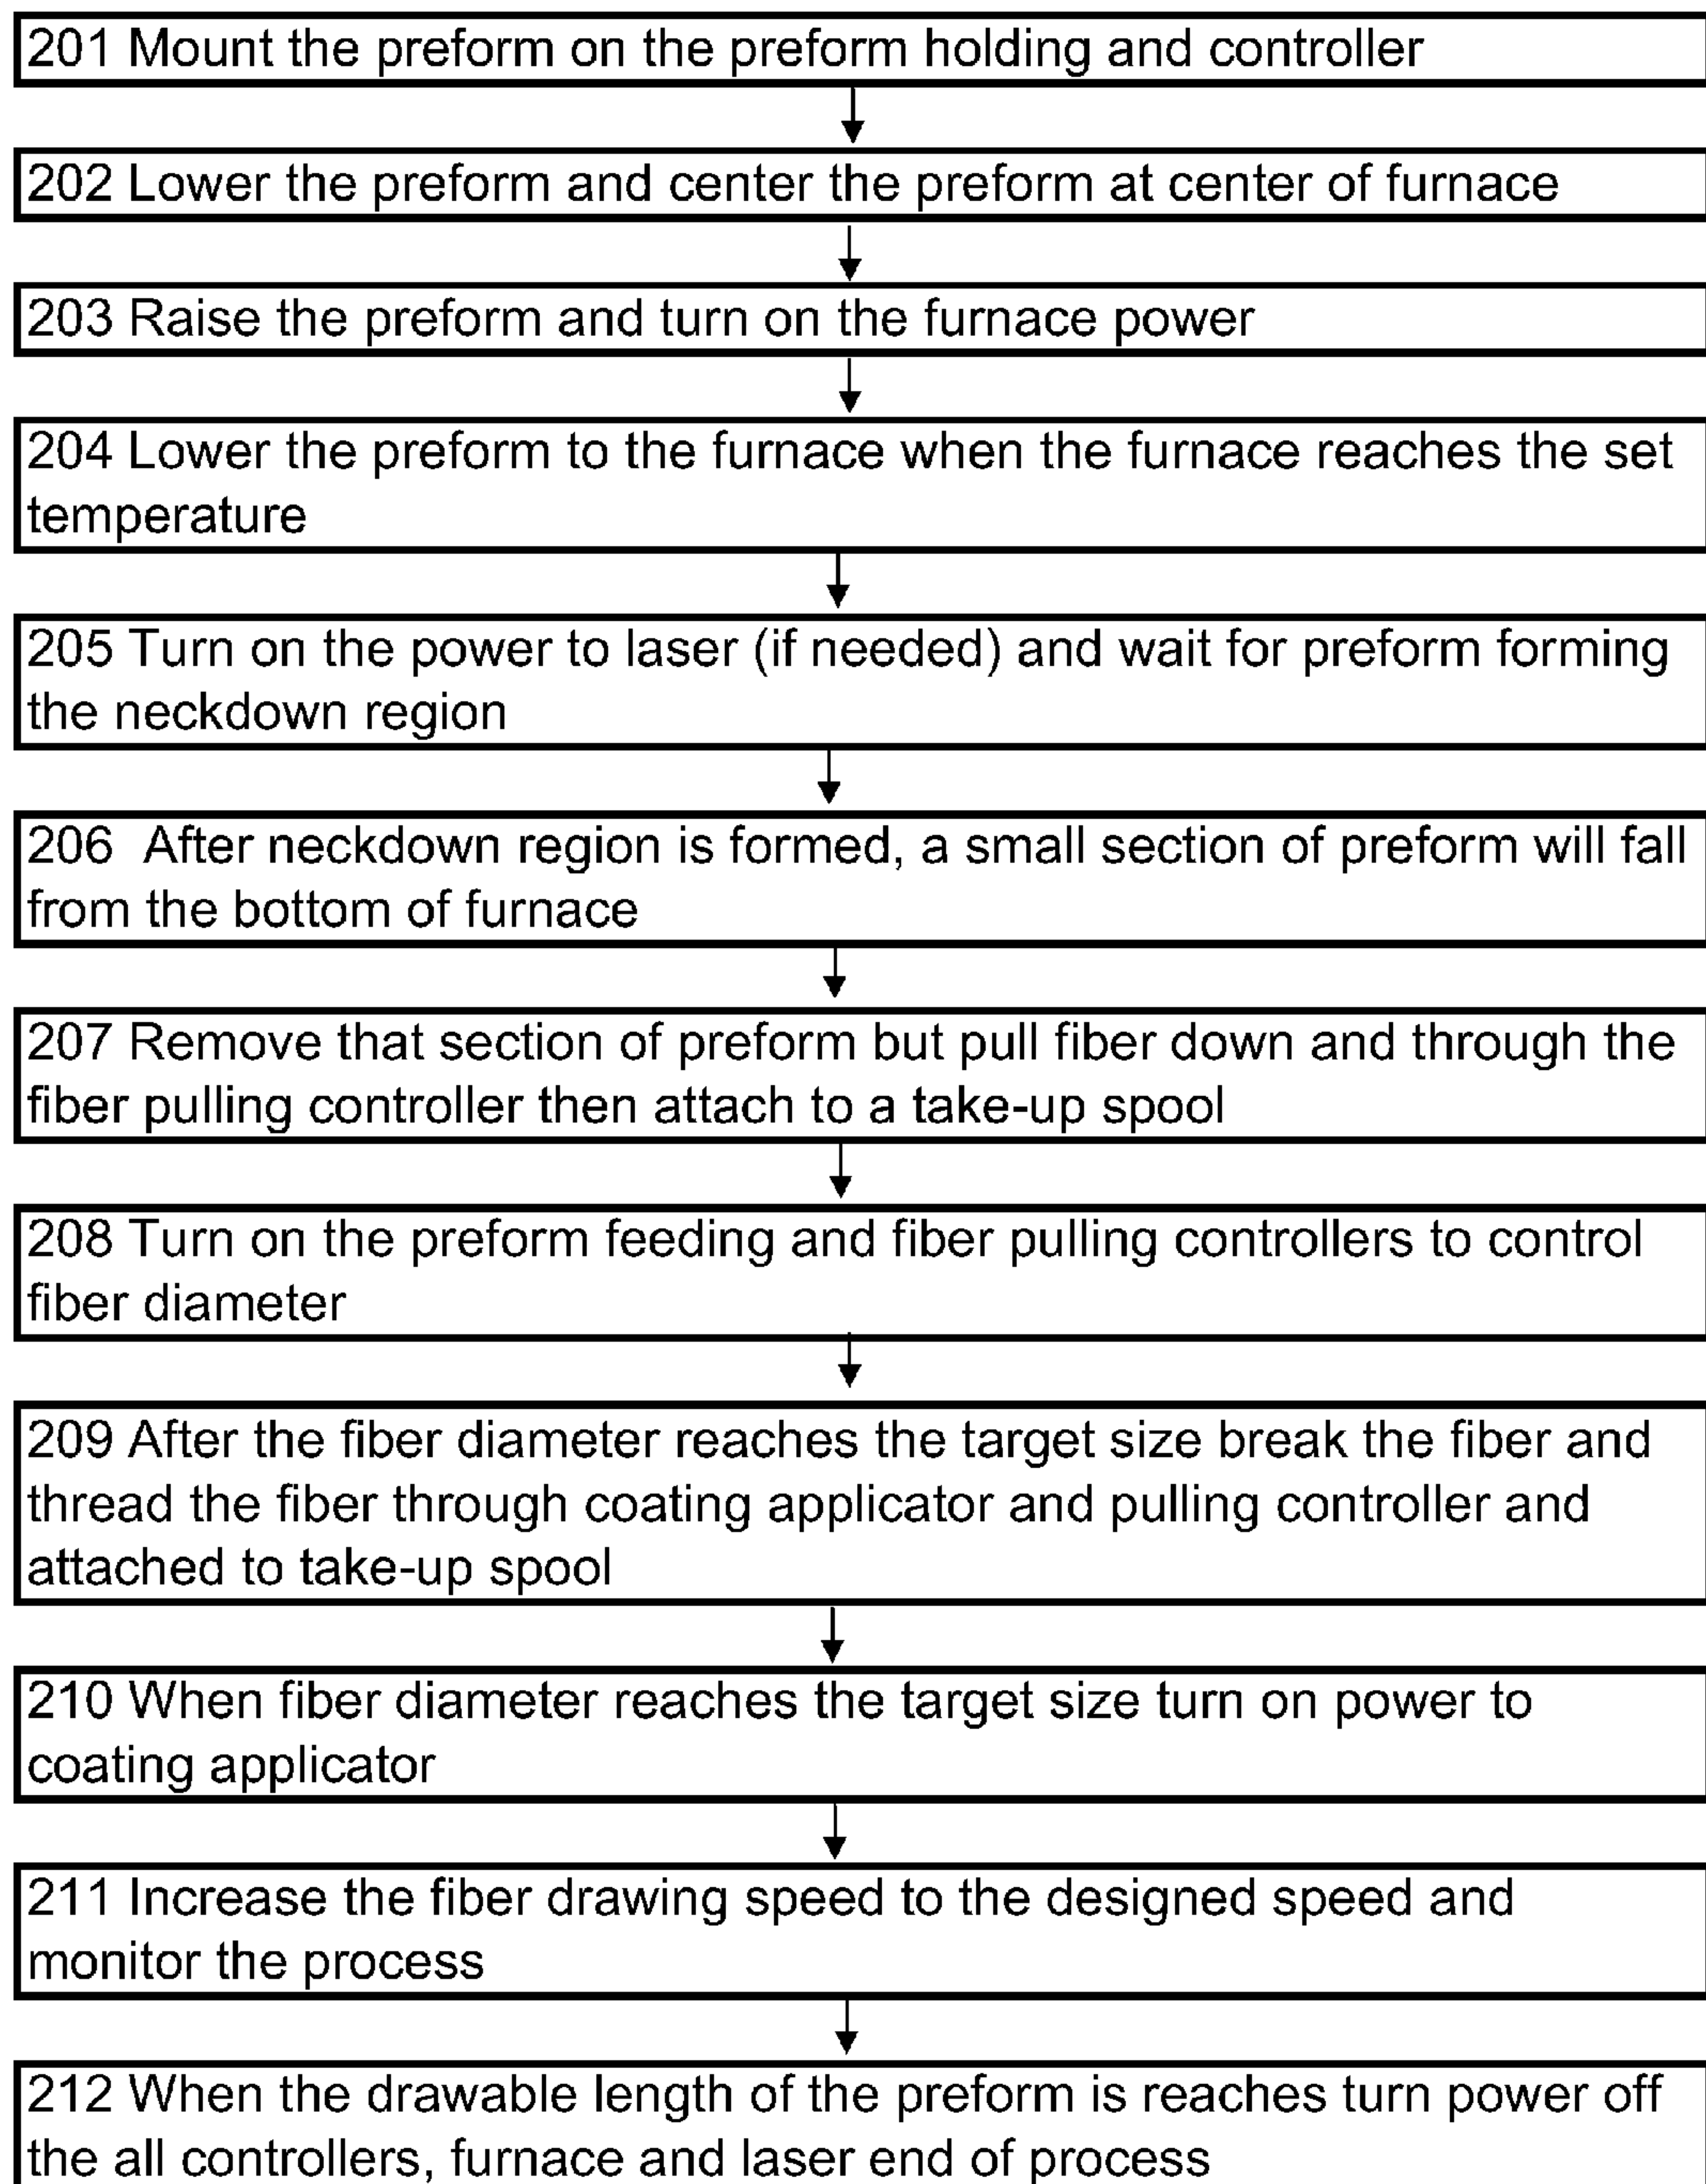 201 Mount the preform on the preform holding and controller
202 Lower the preform and center the preform at center of furnace
203 Raise the preform and turn on the furnace power
204 Lower the preform to the furnace when the furnace reaches the set
temperature
205 Turn on the power to laser (if needed) and wait for preform forming
the neckdown region
206 After neckdown region is formed, a small section of preform will fall
from the bottom of furnace
207 Remove that section of preform but pull fiber down and through the
fiber pulling controller then attach to a take-up spool
208 Turn on the preform feeding and fiber pulling controllers to control
fiber diameter
209 After the fiber diameter reaches the target size break the fiber and
thread the fiber through coating applicator and pulling controller and
attached to take-up spool
210 When fiber diameter reaches the target size turn on power to
coating applicator
211 Increase the fiber drawing speed to the designed speed and
monitor the process
212 When the drawable length of the preform is reaches turn power off
the all controllers, furnace and laser end of process